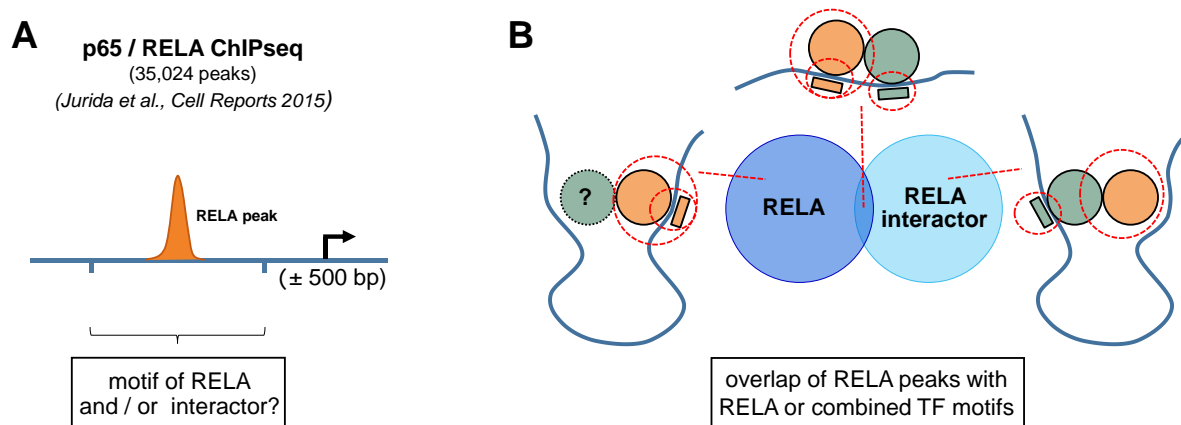 A
p65 / RELA ChIPseq
(35,024 peaks)
(Jurida et al., Cell Reports 2015)
RELA peak
(± 500 bp)
motif of RELA
and / or interactor?
B
?
RELA
RELA
interactor
overlap of RELA peaks with
RELA or combined TF motifs